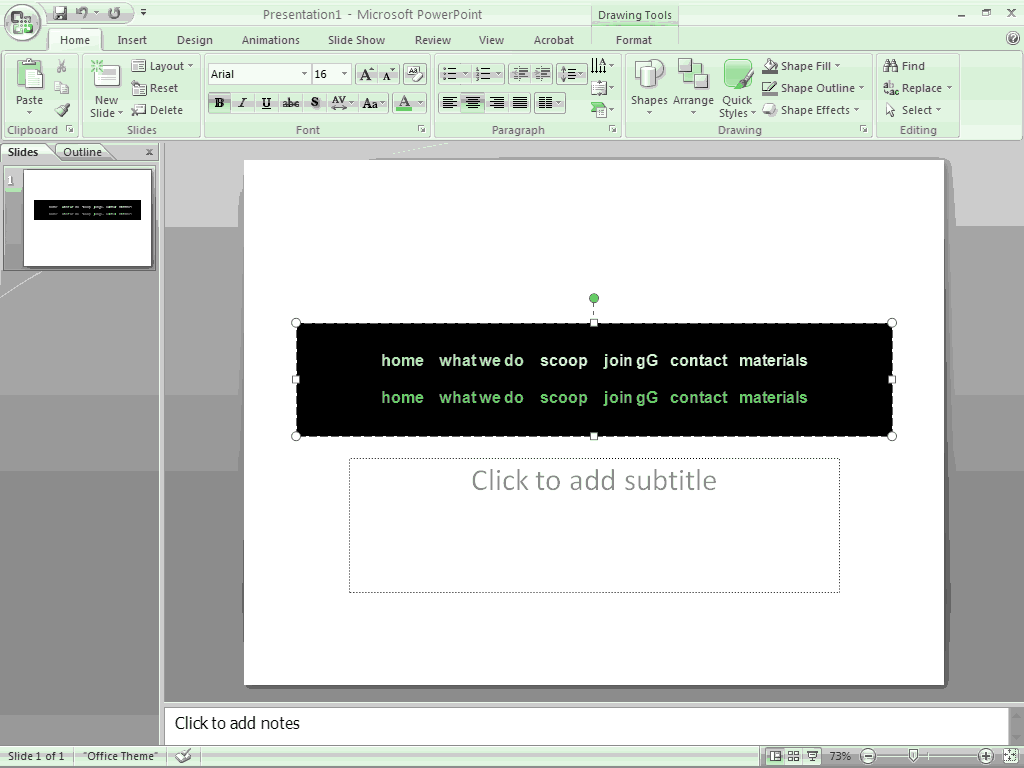 Presentation1 - Microsoft PowerPoint
Drawing Tools
Home Insert Design Animations Slide Show Review View Acrobat Format
Paste
Clipboard
New
Slide
Layout
Reset
Delete
Slides
Arial 16
B I U abc S AV Aa A
Font
Paragraph
Shapes
Arrange
Quick
Styles
Shape Fill
Shape Outline
Shape Effects
Drawing
Find
Replace
Select
Editing
Slides Outline x
1
home what we do scoop join gG contact materials
home what we do scoop join gG contact materials
Click to add subtitle
Click to add notes
Slide 1 of 1 "Office Theme" 73%